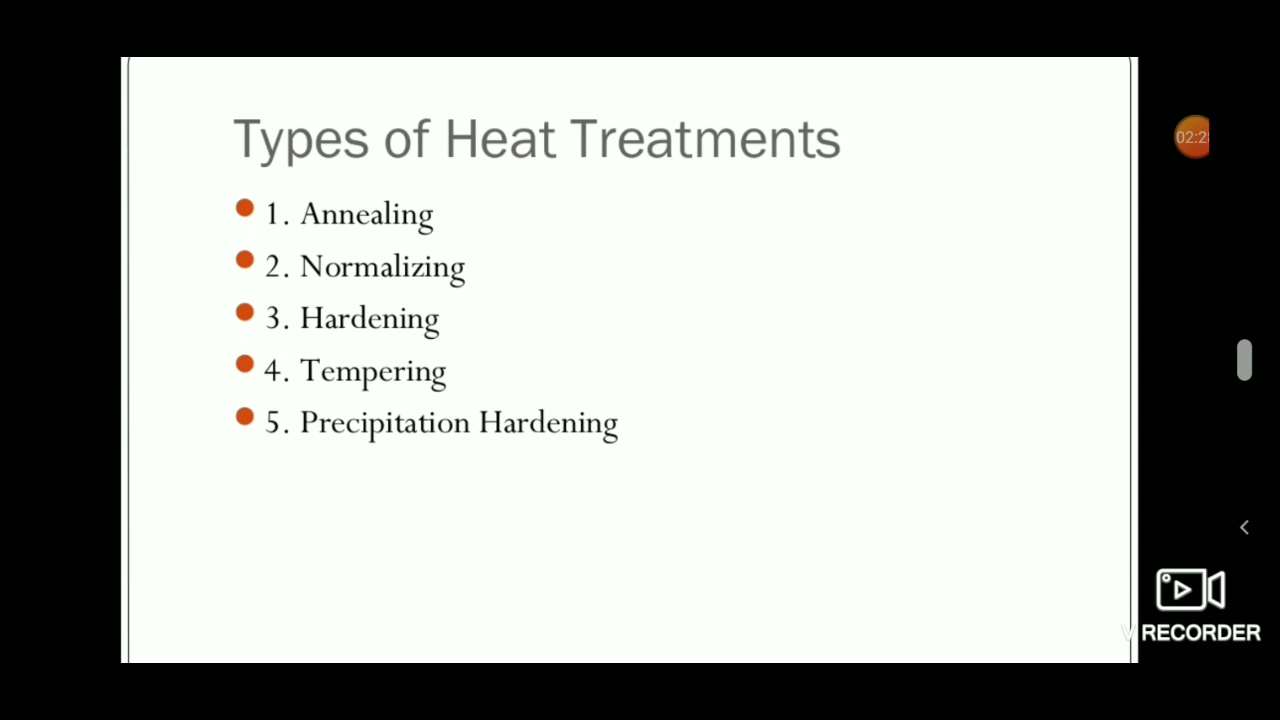 Types of Heat Treatments
1. Annealing
2. Normalizing
3. Hardening
4. Tempering
5. Precipitation Hardening
V RECORDER